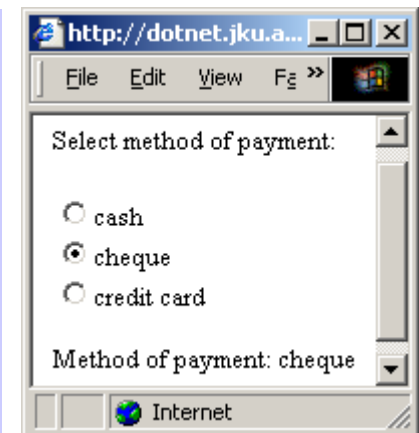 http://dotnet.jku.a...
File Edit View Fa »
Select method of payment:
cash
cheque
credit card
Method of payment: cheque
Internet